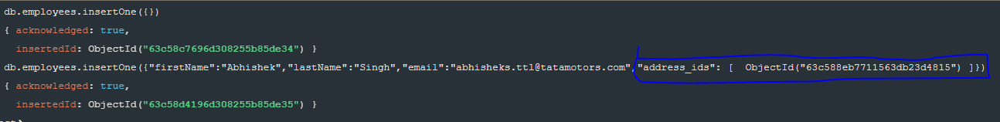 db.employees.insertOne({})
{ acknowledged: true,
insertedId: ObjectId("63c58c7696d308255b85de34") }
db.employees.insertOne({"firstName":"Abhishek","lastName":"Singh","email":"abhisheks.ttl@tatamotors.com","address_ids": [  ObjectId("63c588eb7711563db23d4815") ]})
{ acknowledged: true,
insertedId: ObjectId("63c58d4196d308255b85de35") }